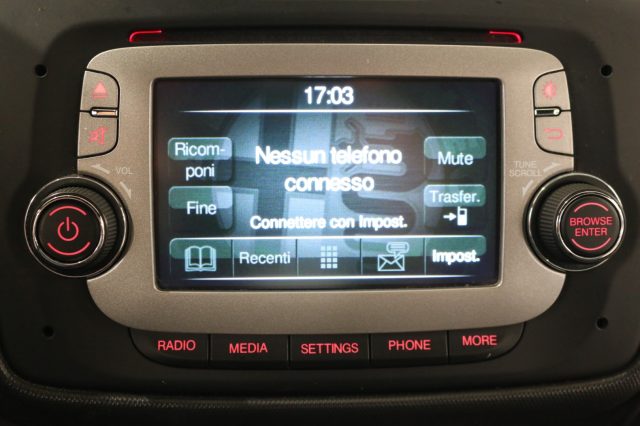 17:03
Ricom-
poni
Nessun telefono
connesso
Mute
Fine
Connettere con Impost.
Trasfer.
Recenti
Impost.
VOL
TUNE
SCROLL
BROWSE
ENTER
RADIO
MEDIA
SETTINGS
PHONE
MORE